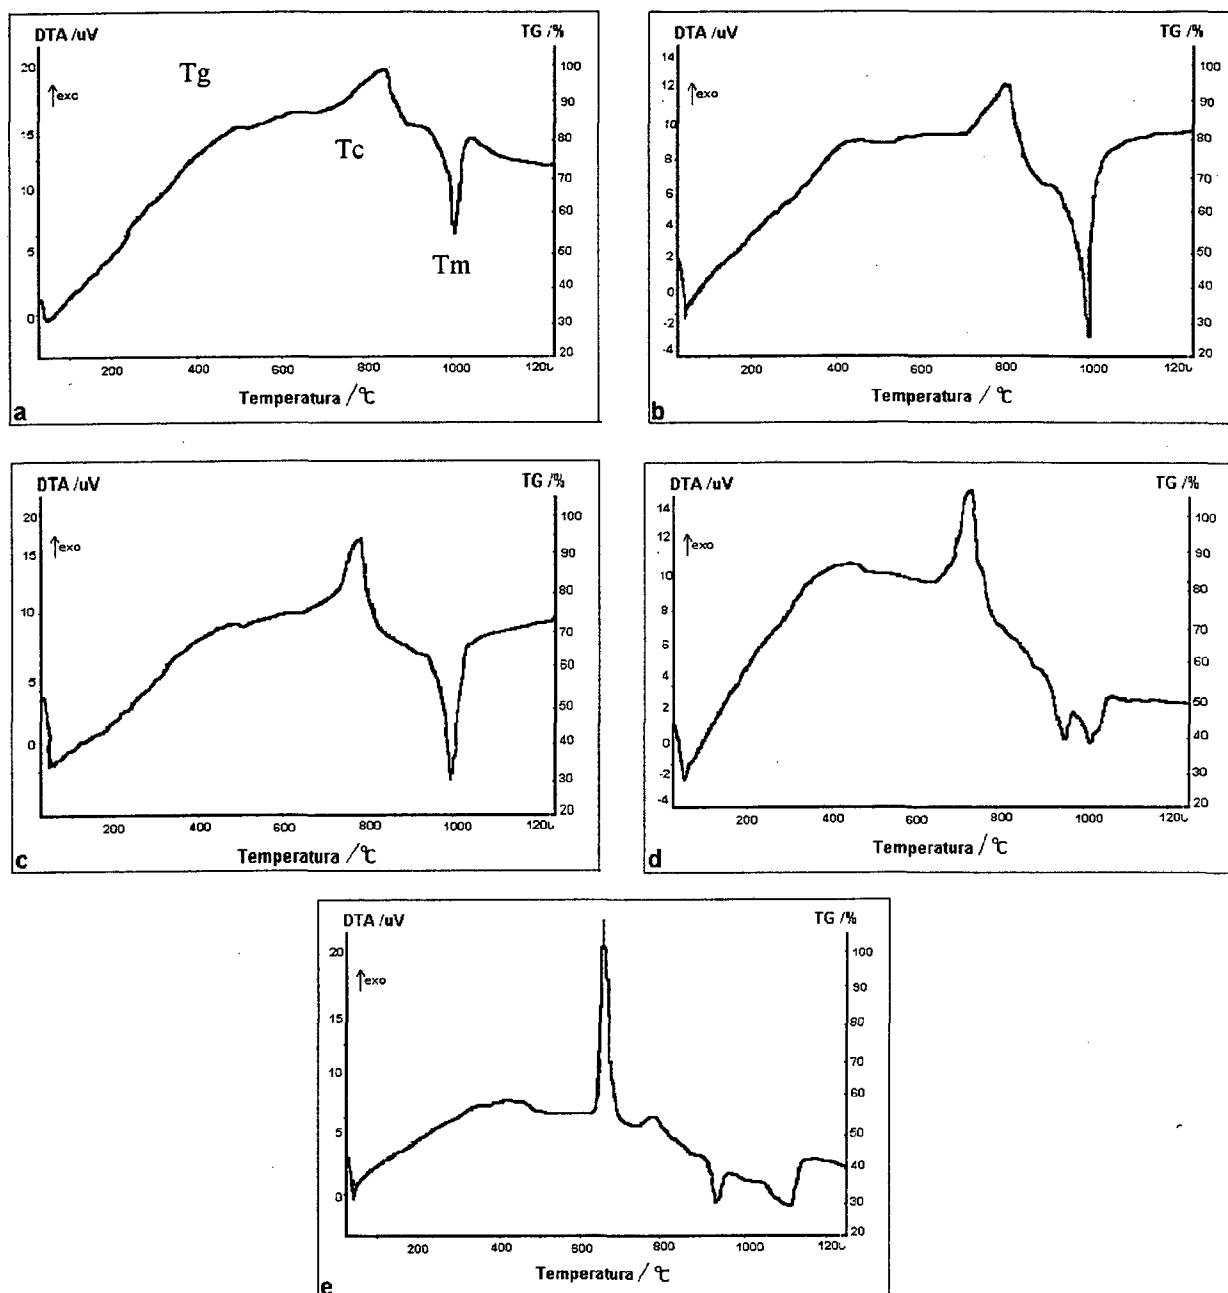 DTA /uV TG /%
20 100
Tg
↑exo 90
15 80
Tc 70
10 60
5 50
Tm 40
0 30
20
200 400 600 800 1000 1200
Temperatura / ℃
a
DTA /uV TG /%
14 100
12 90
↑exo
10 80
8 70
6 60
4 50
2 40
0 30
-2
-4 20
200 400 600 800 1000 1200
Temperatura / ℃
b
DTA /uV TG /%
20 100
↑exo
15 90
80
10 70
60
5 50
40
0 30
20
200 400 600 800 1000 1200
Temperatura / ℃
c
DTA /uV TG /%
14 100
↑exo
12 90
10 80
8 70
6 60
4 50
2 40
0
-2 30
-4 20
200 400 600 800 1000 1200
Temperatura / ℃
d
DTA /uV TG /%
20 100
↑exo 90
15 80
70
10 60
5 50
40
0 30
20
200 400 600 800 1000 1200
Temperatura / ℃
e